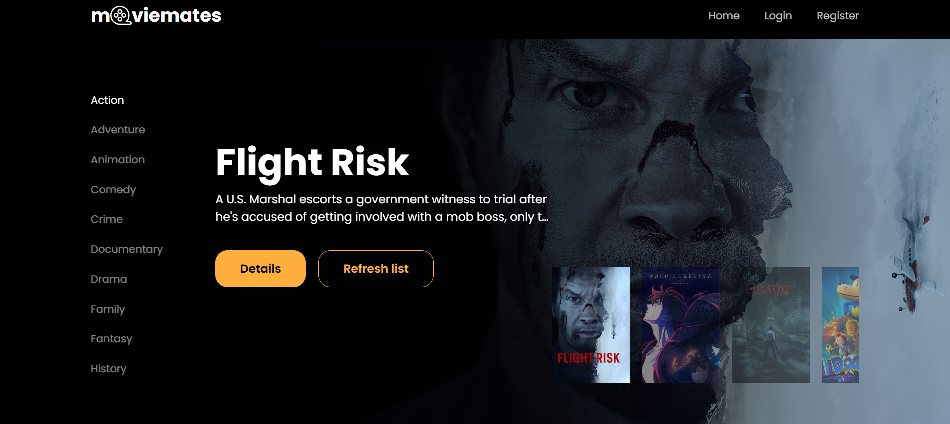 moviemates
Home
Login
Register
Action
Adventure
Animation
Comedy
Crime
Documentary
Drama
Family
Fantasy
History
Flight Risk
A U.S. Marshal escorts a government witness to trial after
he's accused of getting involved with a mob boss, only t...
Details
Refresh list
FLIGHT RISK
SOLO LEVELING